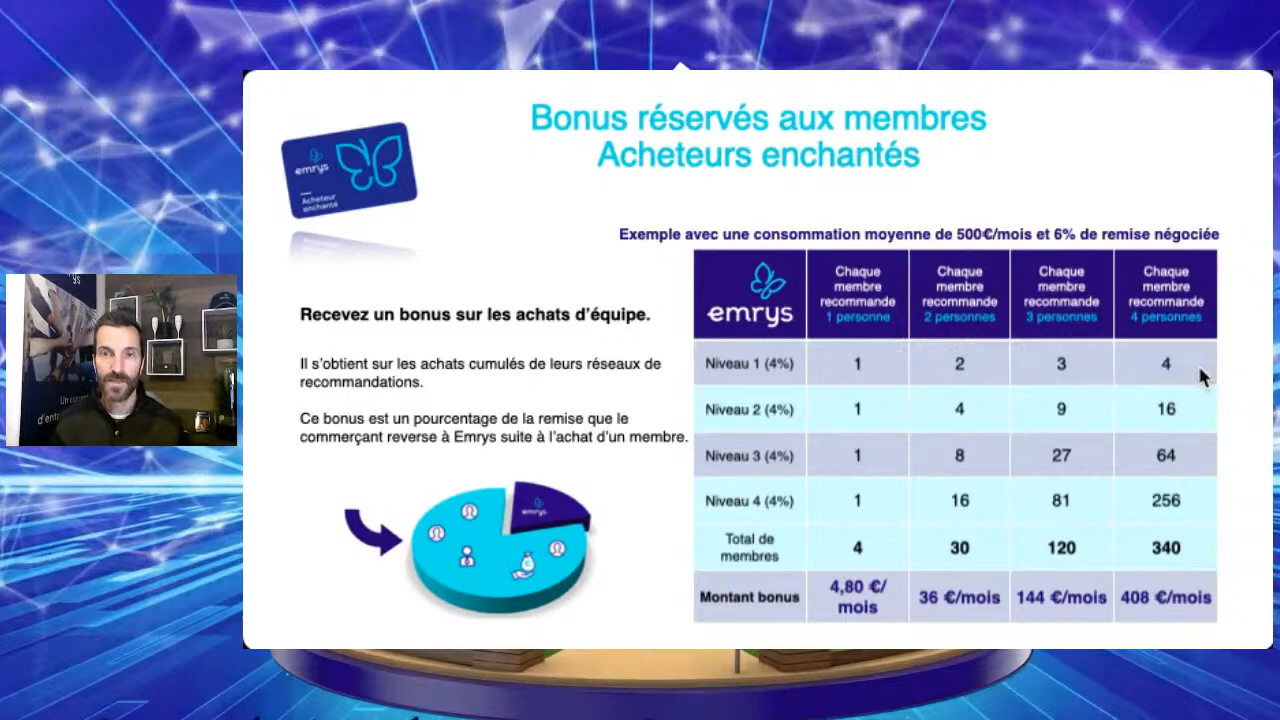 Bonus réservés aux membres
Acheteurs enchantés
emrys
Acheteur
enchanté
Exemple avec une consommation moyenne de 500€/mois et 6% de remise négociée
Recevez un bonus sur les achats d'équipe.
Il s'obtient sur les achats cumulés de leurs réseaux de
recommandations.
Ce bonus est un pourcentage de la remise que le
commerçant reverse à Emrys suite à l'achat d'un membre.
emrys
emrys
Chaque
membre
recommande
1 personne
Chaque
membre
recommande
2 personnes
Chaque
membre
recommande
3 personnes
Chaque
membre
recommande
4 personnes
Niveau 1 (4%) 1 2 3 4
Niveau 2 (4%) 1 4 9 16
Niveau 3 (4%) 1 8 27 64
Niveau 4 (4%) 1 16 81 256
Total de
membres
4 30 120 340
Montant bonus
4,80 €/
mois
36 €/mois 144 €/mois 408 €/mois